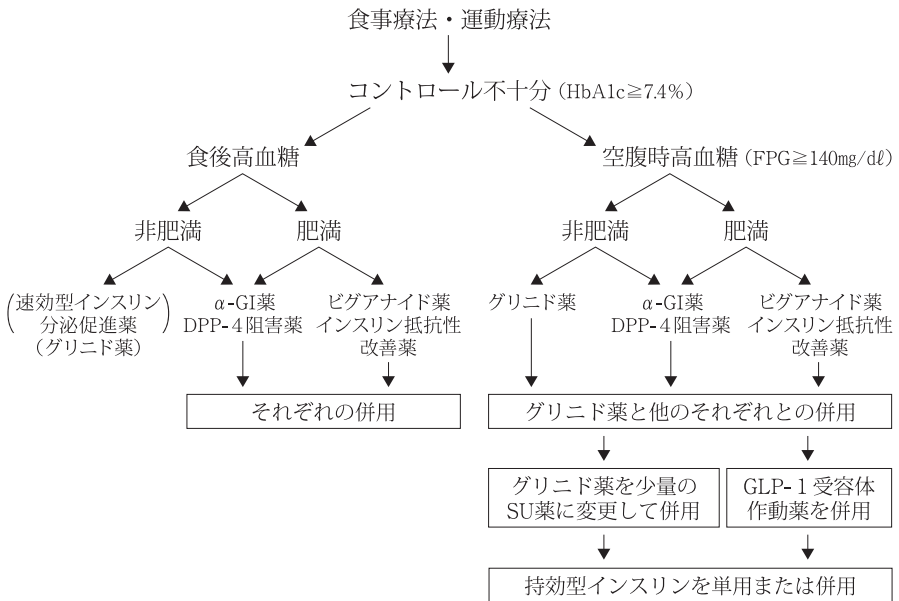 食事療法・運動療法
コントロール不十分(HbA1c≧7.4%)
食後高血糖
空腹時高血糖(FPG≧140mg/dℓ)
非肥満
肥満
非肥満
肥満
(速効型インスリン
分泌促進薬)
(グリニド薬)
α-GI薬
DPP-4阻害薬
ビグアナイド薬
インスリン抵抗性
改善薬
グリニド薬
α-GI薬
DPP-4阻害薬
ビグアナイド薬
インスリン抵抗性
改善薬
それぞれの併用
グリニド薬と他のそれぞれとの併用
グリニド薬を少量の
SU薬に変更して併用
GLP-1受容体
作動薬を併用
持効型インスリンを単用または併用